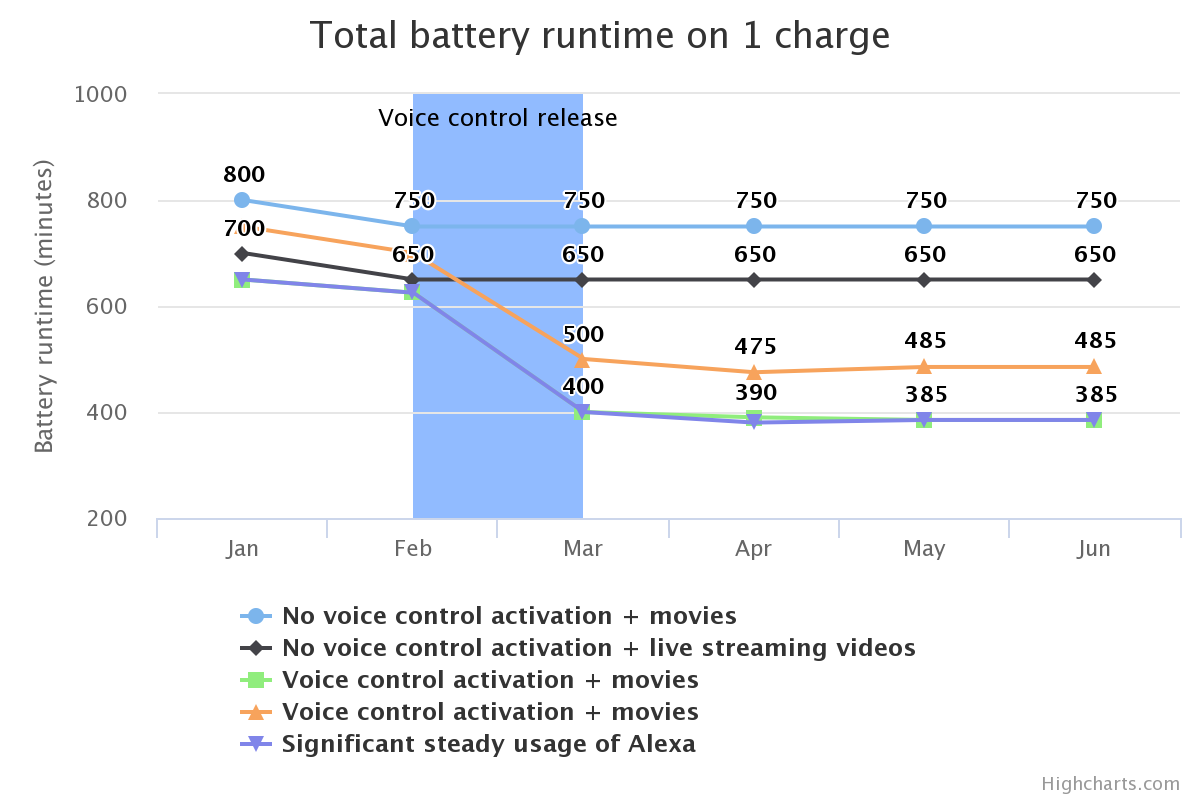 Total battery runtime on 1 charge
Battery runtime (minutes)
1000
800
600
400
200
Voice control release
800
750
750
750
750
750
700
650
650
650
650
650
500
475
485
485
400
390
385
385
Jan
Feb
Mar
Apr
May
Jun
No voice control activation + movies
No voice control activation + live streaming videos
Voice control activation + movies
Voice control activation + movies
Significant steady usage of Alexa
Highcharts.com